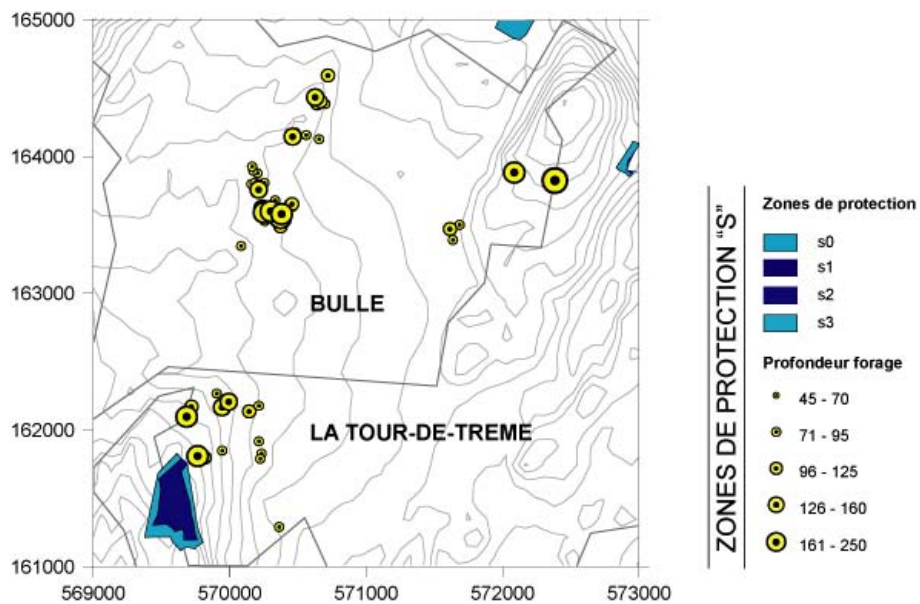 165000
164000
163000
162000
161000
569000
570000
571000
572000
573000
BULLE
LA TOUR-DE-TREME
ZONES DE PROTECTION "S"
Zones de protection
s0
s1
s2
s3
Profondeur forage
45 - 70
71 - 95
96 - 125
126 - 160
161 - 250